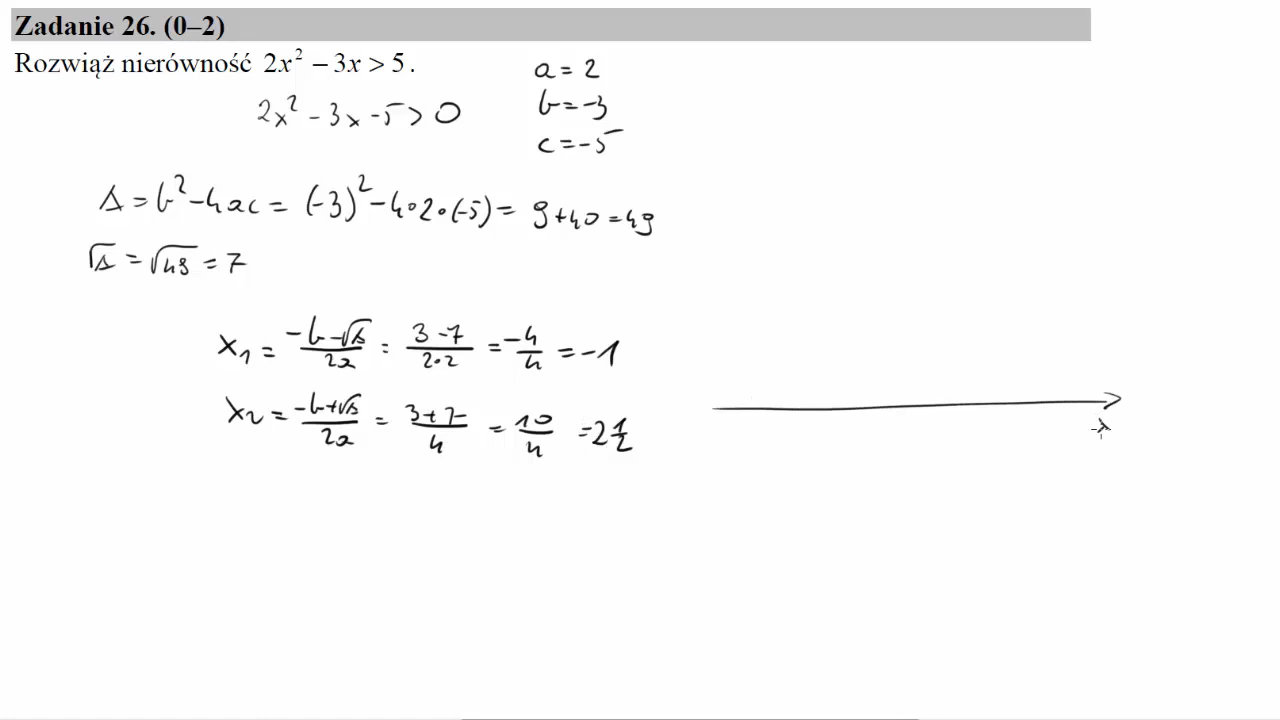 Zadanie 26. (0–2)
Rozwiąż nierówność 2x² − 3x > 5.
2x² - 3x - 5 > 0
a = 2
b = -3
c = -5
Δ = b² - 4ac = (-3)² - 4·2·(-5) = 9 + 40 = 49
√Δ = √49 = 7
x₁ = (-b-√Δ)/2a = (3-7)/(2·2) = -4/4 = -1
x₂ = (-b+√Δ)/2a = (3+7)/4 = 10/4 = 2 1/2
x